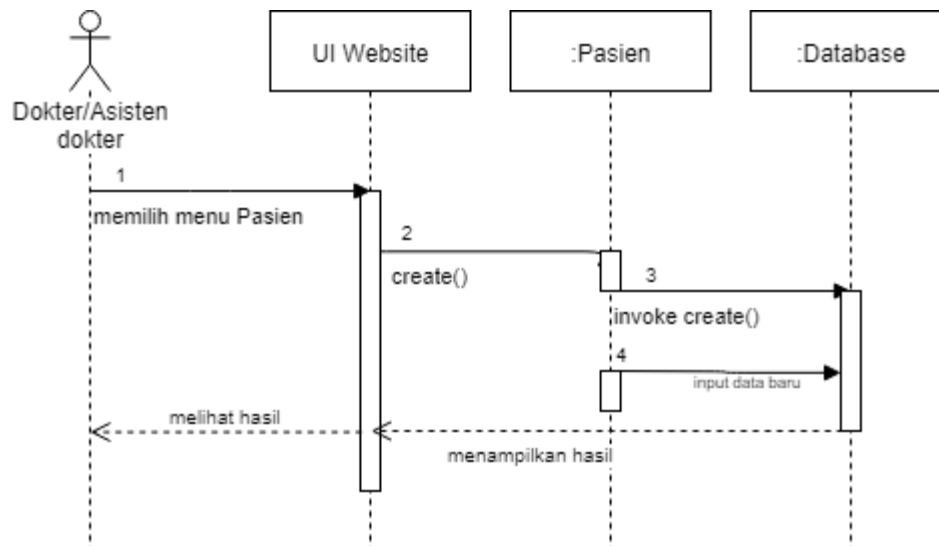 UI Website
:Pasien
:Database
Dokter/Asisten
dokter
1
memilih menu Pasien
2
create()
3
invoke create()
4
input data baru
melihat hasil
menampilkan hasil